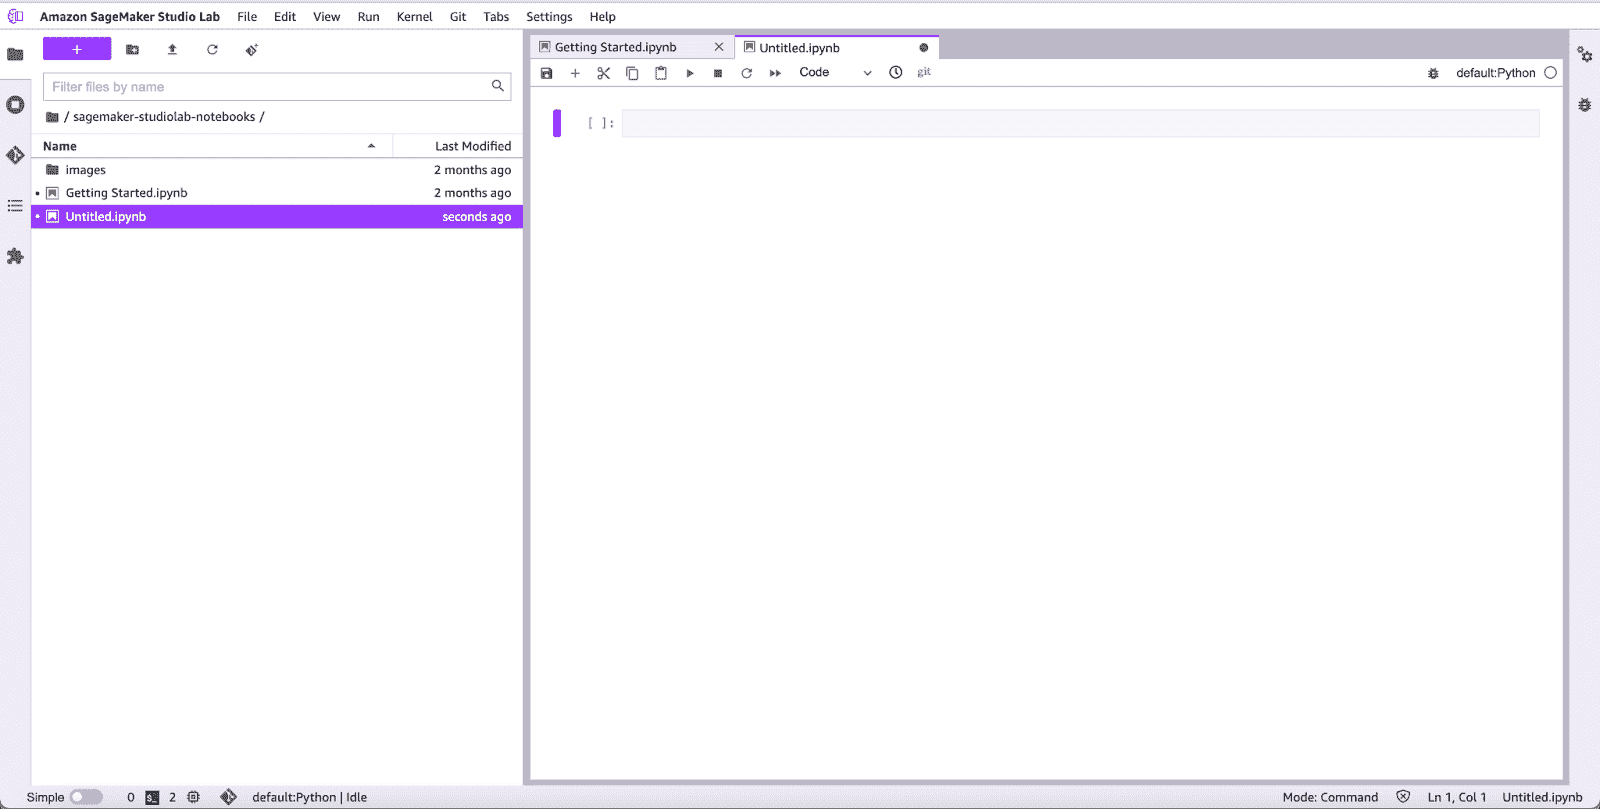 Amazon SageMaker Studio Lab File Edit View Run Kernel Git Tabs Settings Help
+
Filter files by name
/ sagemaker-studiolab-notebooks /
Name Last Modified
images 2 months ago
Getting Started.ipynb 2 months ago
Untitled.ipynb seconds ago
Getting Started.ipynb Untitled.ipynb
Code git default:Python
[ ]:
Simple 0 $_ 2 default:Python | Idle Mode: Command Ln 1, Col 1 Untitled.ipynb